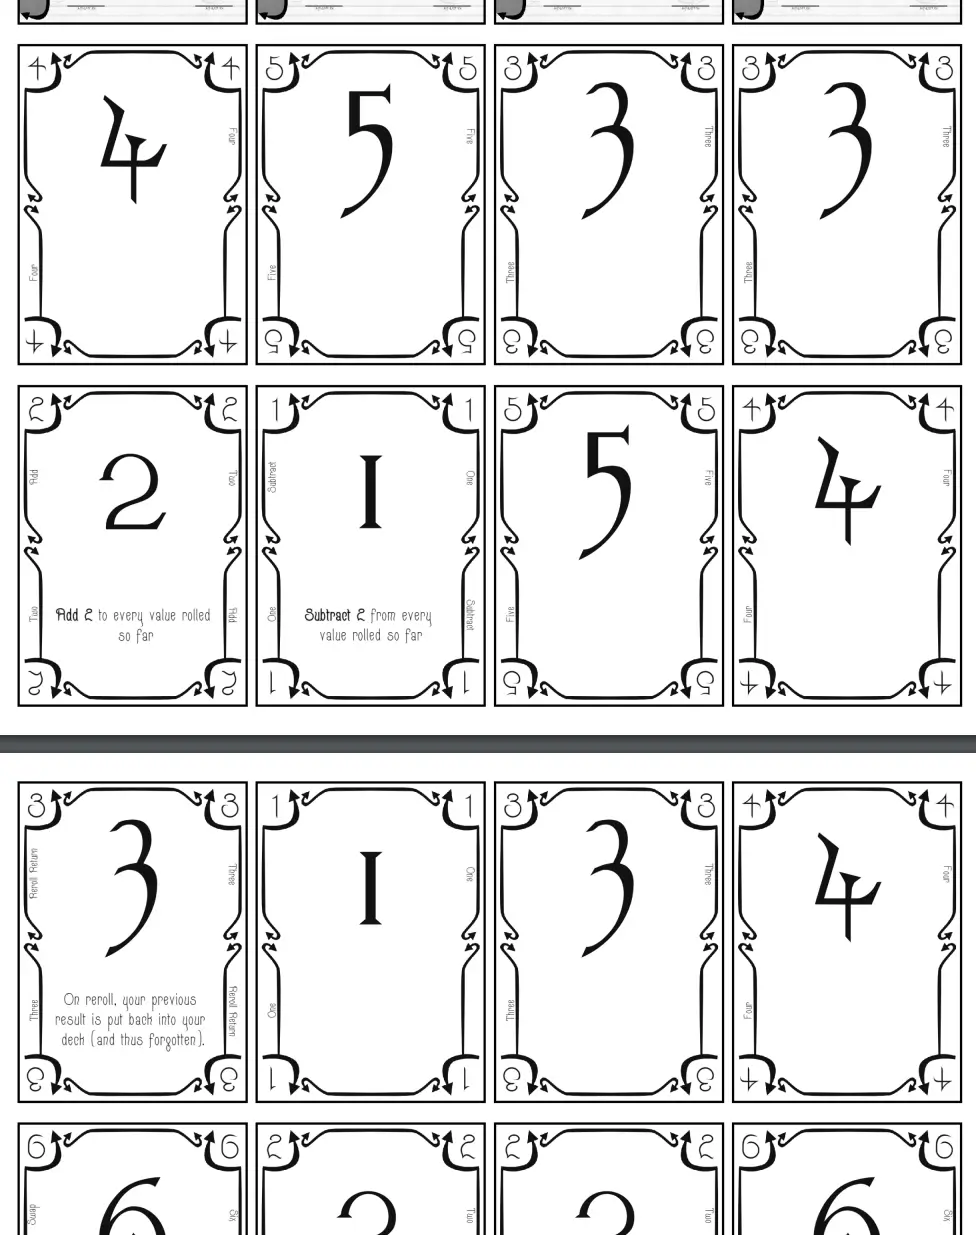 4 4
4
Four
Four
4 4
5 5
5
Five
Five
5 5
3 3
3
Three
Three
3 3
3 3
3
Three
Three
3 3
2 2
Add
Two
2
Two
Add
Add 2 to every value rolled
so far
2 2
1 1
Subtract
One
1
One
Subtract
Subtract 2 from every
value rolled so far
1 1
5 5
5
Five
Five
5 5
4 4
4
Four
Four
4 4
3 3
Reroll Return
Three
3
Three
Reroll Return
On reroll, your previous
result is put back into your
deck (and thus forgotten).
3 3
1 1
One
1
One
1 1
3 3
Three
3
Three
3 3
4 4
Four
4
Four
4 4
6 6
Swap
Six
6
2 2
Two
2
2 2
Two
2
6 6
Six
6